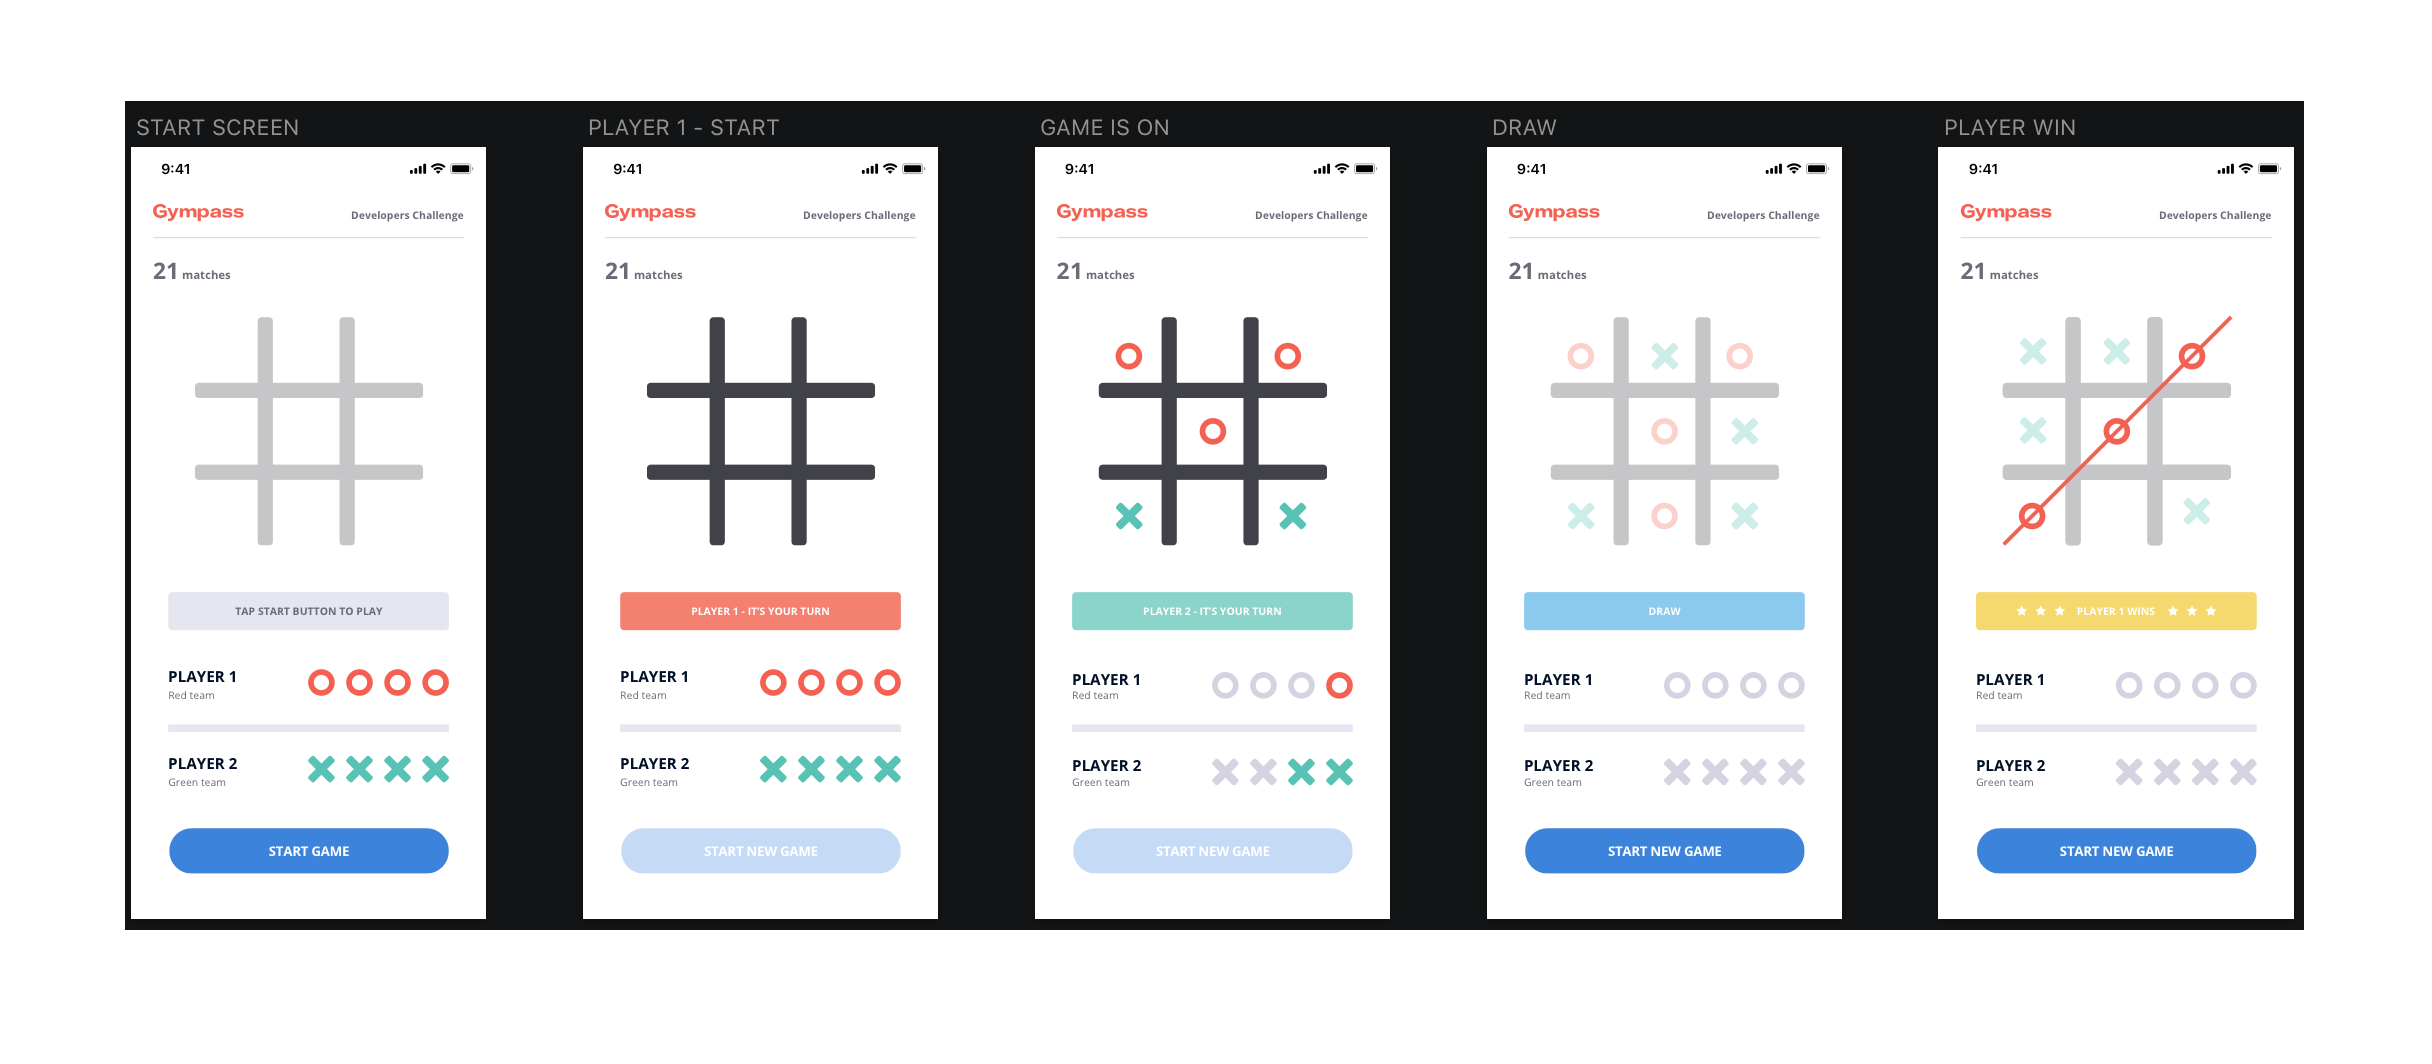 START SCREEN
9:41
Gympass
Developers Challenge
21 matches
TAP START BUTTON TO PLAY
PLAYER 1
Red team
PLAYER 2
Green team
START GAME
PLAYER 1 - START
9:41
Gympass
Developers Challenge
21 matches
PLAYER 1 - IT'S YOUR TURN
PLAYER 1
Red team
PLAYER 2
Green team
START NEW GAME
GAME IS ON
9:41
Gympass
Developers Challenge
21 matches
PLAYER 2 - IT'S YOUR TURN
PLAYER 1
Red team
PLAYER 2
Green team
START NEW GAME
DRAW
9:41
Gympass
Developers Challenge
21 matches
DRAW
PLAYER 1
Red team
PLAYER 2
Green team
START NEW GAME
PLAYER WIN
9:41
Gympass
Developers Challenge
21 matches
PLAYER 1 WINS
PLAYER 1
Red team
PLAYER 2
Green team
START NEW GAME